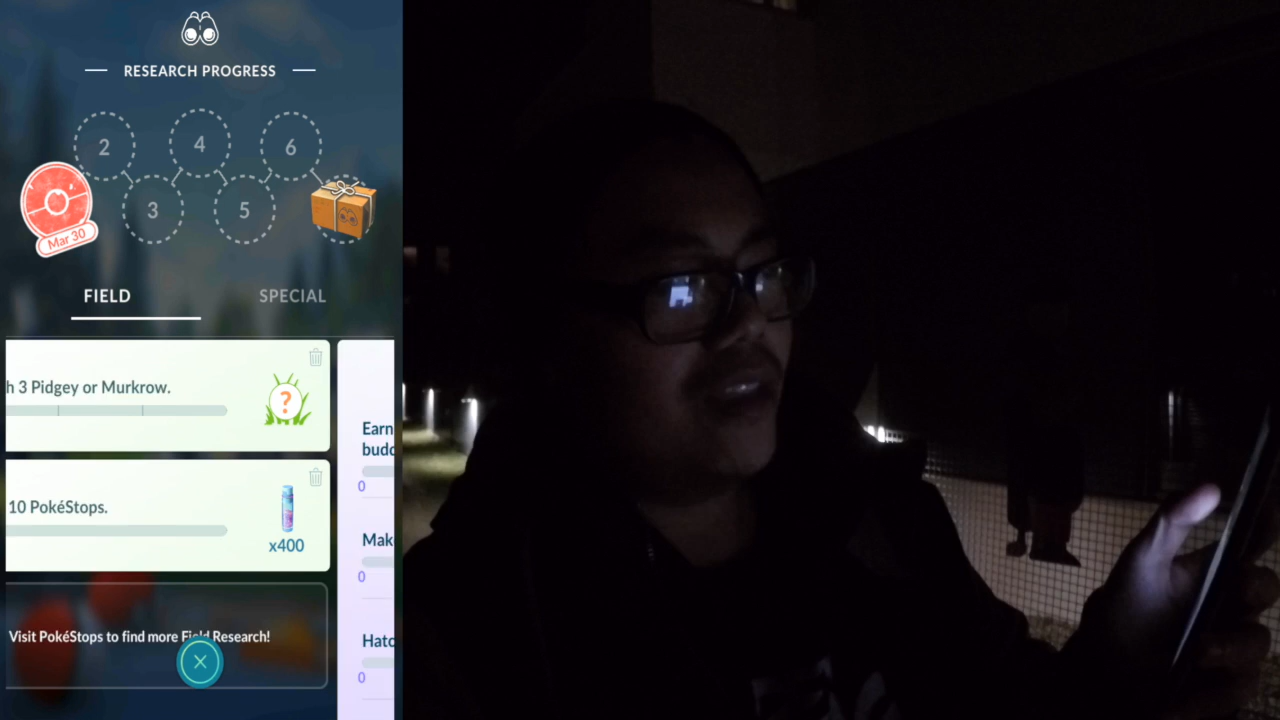 RESEARCH PROGRESS
2
4
6
3
5
Mar 30
FIELD
SPECIAL
h 3 Pidgey or Murkrow.
?
10 PokéStops.
x400
Visit PokéStops to find more Field Research!
Earn
budd
0
Mak
0
Hatc
0